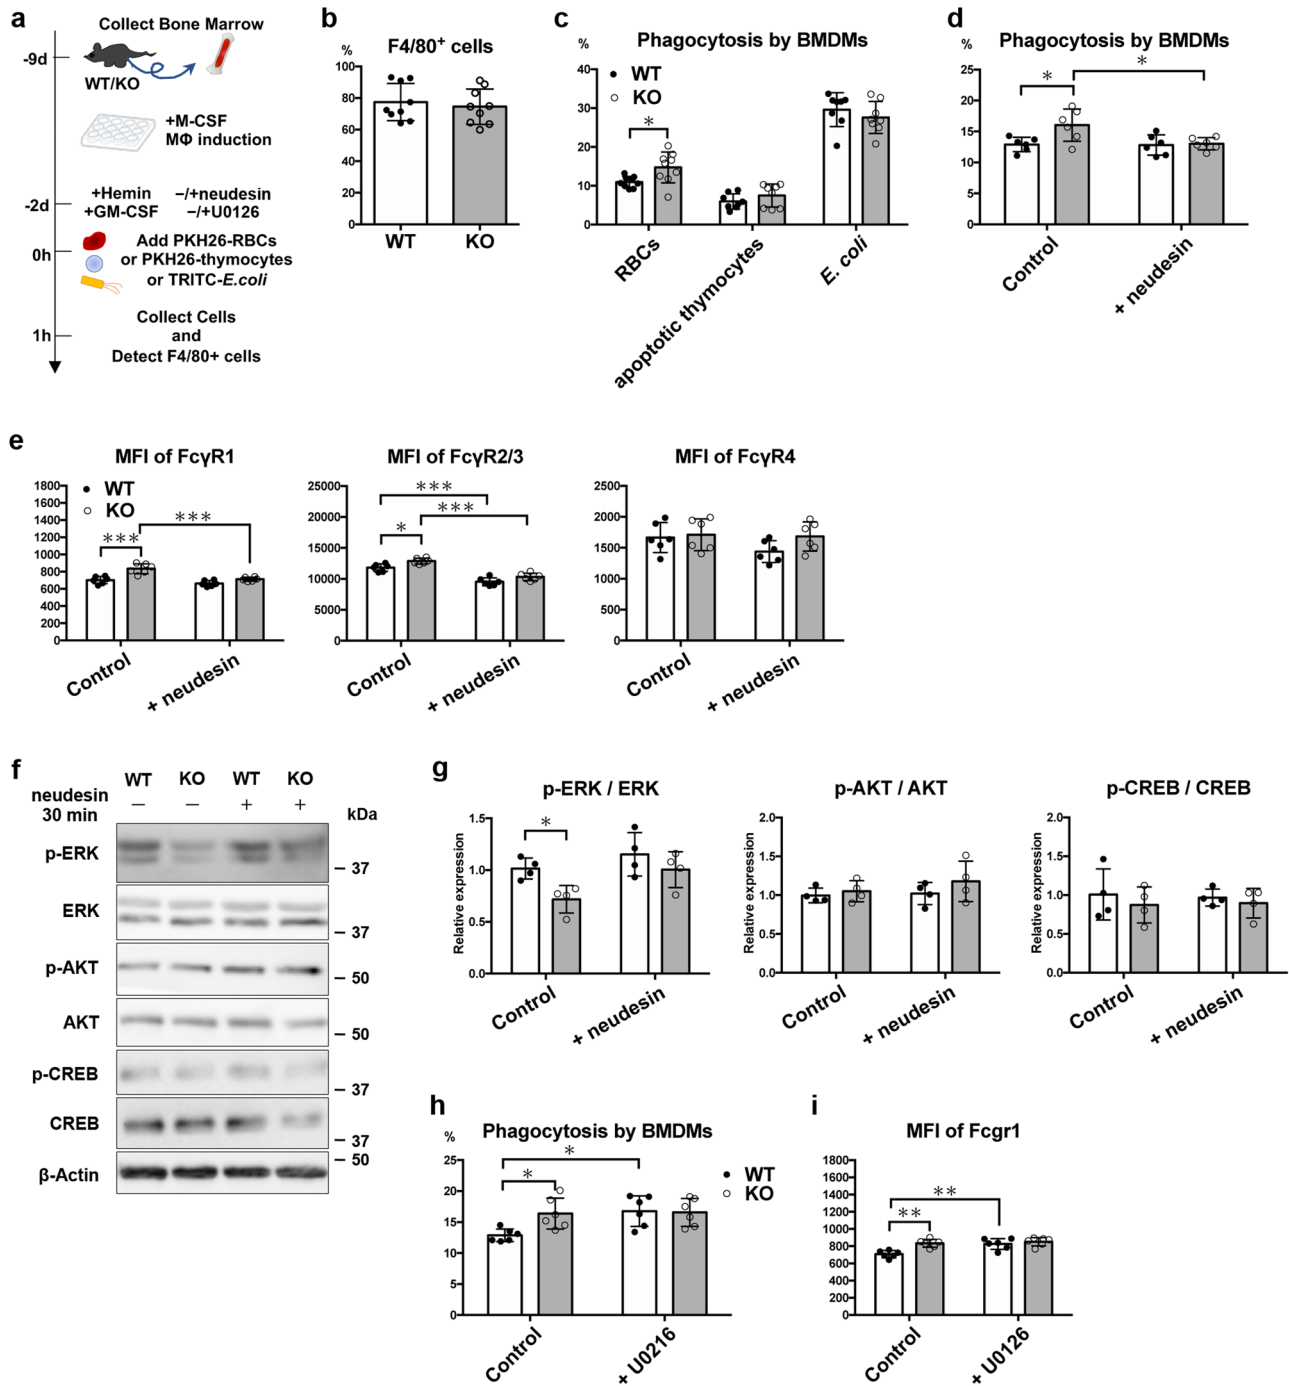 a
Collect Bone Marrow
-9d
WT/KO
+M-CSF
MΦ induction
-2d
+Hemin −/+neudesin
+GM-CSF −/+U0126
0h
Add PKH26-RBCs
or PKH26-thymocytes
or TRITC-E.coli
1h
Collect Cells
and
Detect F4/80+ cells
b
F4/80+ cells
%
100
80
60
40
20
0
WT KO
c
Phagocytosis by BMDMs
%
40
30
20
10
0
WT
KO
*
RBCs
apoptotic thymocytes
E. coli
d
Phagocytosis by BMDMs
%
25
20
15
10
5
0
* *
Control
+ neudesin
e
MFI of FcγR1
1800
1600
1400
1200
1000
800
600
400
200
0
WT
KO
***
***
Control
+ neudesin
MFI of FcγR2/3
25000
20000
15000
10000
5000
0
***
***
*
Control
+ neudesin
MFI of FcγR4
2500
2000
1500
1000
500
0
Control
+ neudesin
f
WT KO WT KO
neudesin
30 min
− − + +
kDa
p-ERK
– 37
ERK
– 37
p-AKT
– 50
AKT
– 50
p-CREB
– 37
CREB
– 37
– 50
β-Actin
g
p-ERK / ERK
Relative expression
1.5
1.0
0.5
0.0
*
Control
+ neudesin
p-AKT / AKT
Relative expression
2.0
1.5
1.0
0.5
0.0
Control
+ neudesin
p-CREB / CREB
Relative expression
2.0
1.5
1.0
0.5
0.0
Control
+ neudesin
h
Phagocytosis by BMDMs
%
25
20
15
10
5
0
*
*
WT
KO
Control
+ U0216
i
MFI of Fcgr1
1800
1600
1400
1200
1000
800
600
400
200
0
**
**
Control
+ U0126